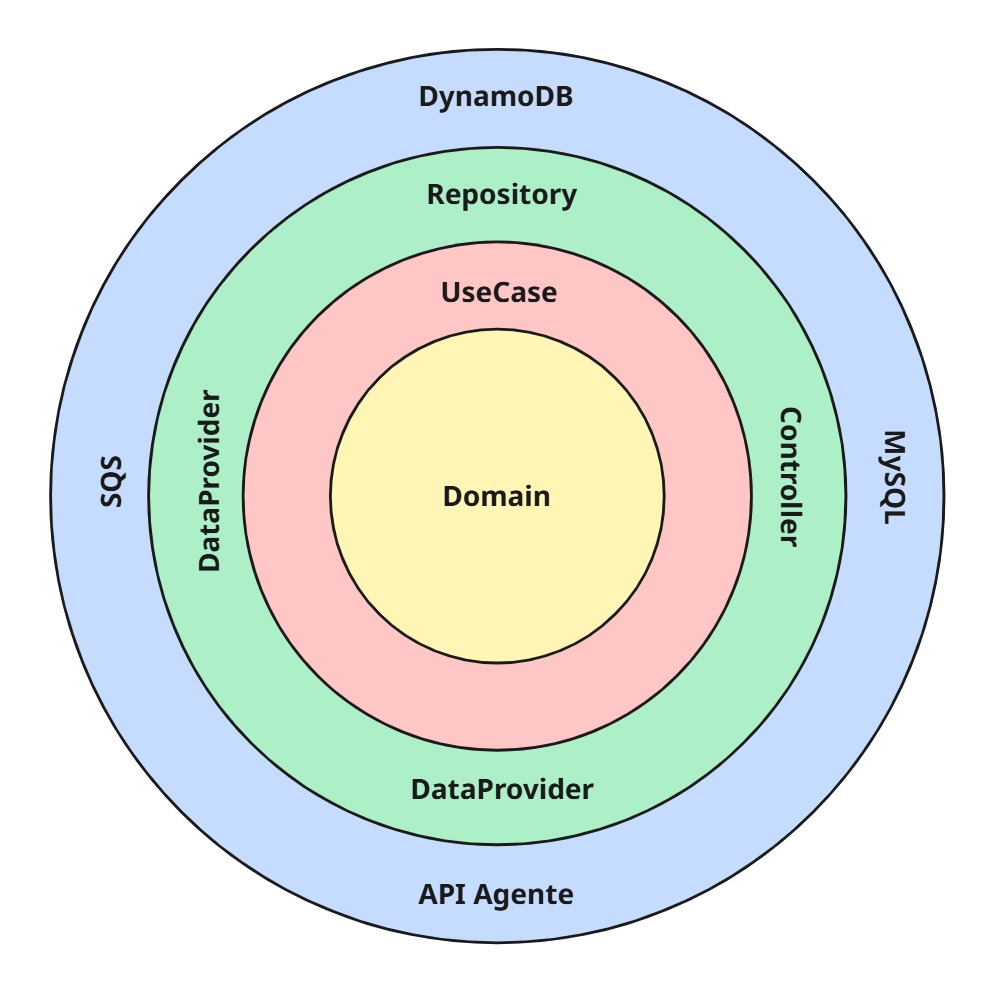 DynamoDB
Repository
UseCase
SQS
DataProvider
Domain
Controller
MySQL
DataProvider
API Agente